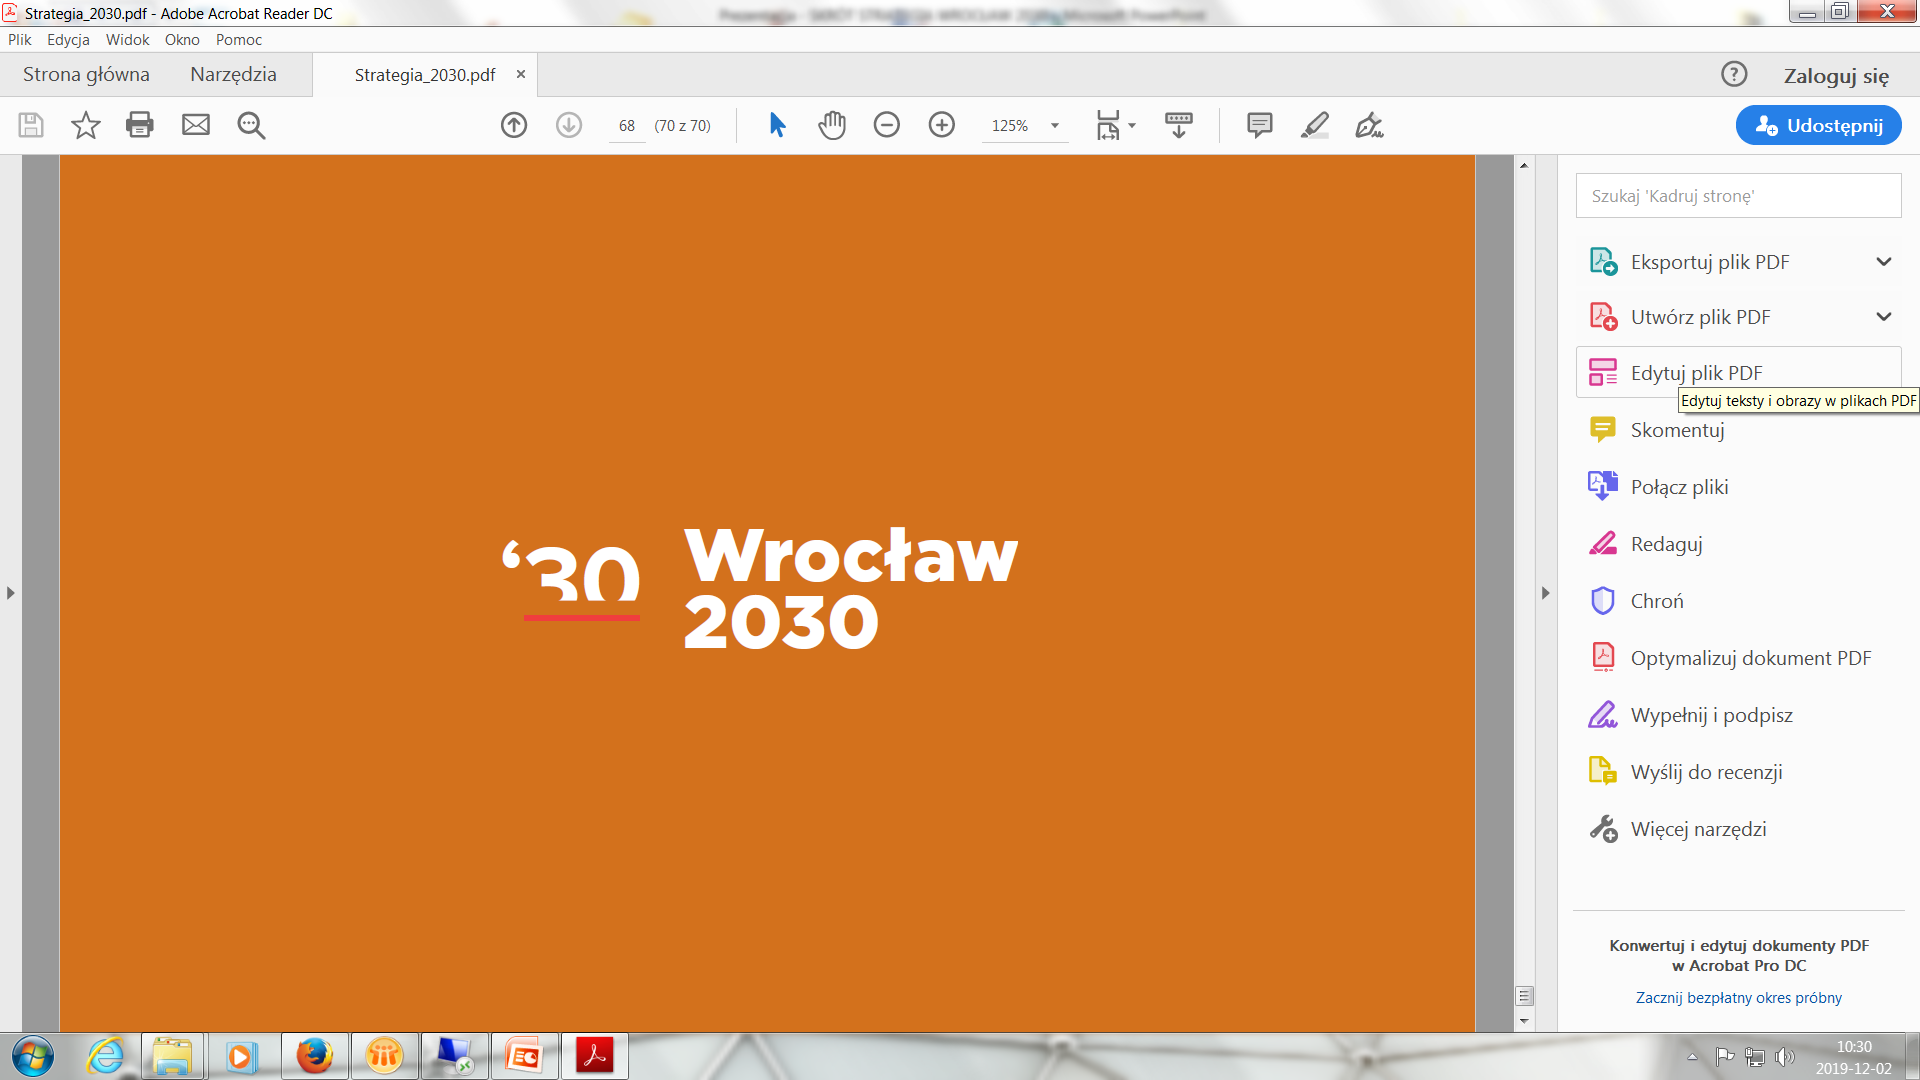 Strategia_2030.pdf - Adobe Acrobat Reader DC
Plik Edycja Widok Okno Pomoc
Strona główna Narzędzia Strategia_2030.pdf × ? Zaloguj się
68 (70 z 70) 125% Udostępnij
Szukaj 'Kadruj stronę'
Eksportuj plik PDF
Utwórz plik PDF
Edytuj plik PDF
Edytuj teksty i obrazy w plikach PDF
Skomentuj
Połącz pliki
Redaguj
Chroń
Optymalizuj dokument PDF
Wypełnij i podpisz
Wyślij do recenzji
Więcej narzędzi
Konwertuj i edytuj dokumenty PDF
w Acrobat Pro DC
Zacznij bezpłatny okres próbny
‘30 Wrocław
2030
10:30
2019-12-02